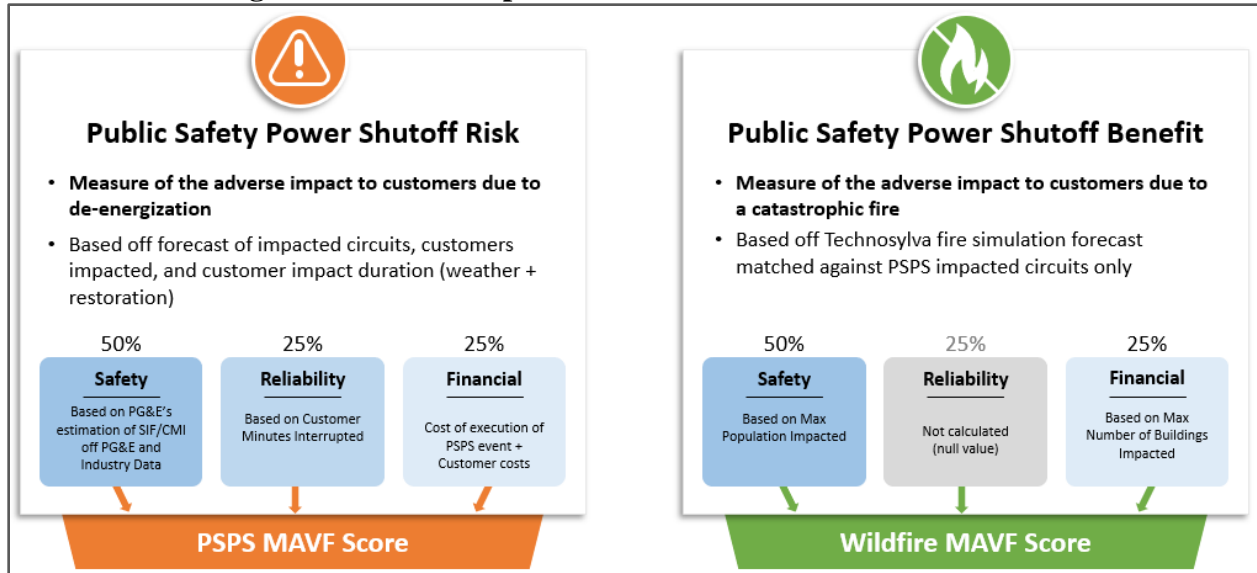 Public Safety Power Shutoff Risk
• Measure of the adverse impact to customers due to
de-energization
• Based off forecast of impacted circuits, customers
impacted, and customer impact duration (weather +
restoration)
50%
Safety
Based on PG&E's
estimation of SIF/CMI
off PG&E and
Industry Data
25%
Reliability
Based on Customer
Minutes Interrupted
25%
Financial
Cost of execution of
PSPS event +
Customer costs
PSPS MAVF Score
Public Safety Power Shutoff Benefit
• Measure of the adverse impact to customers due to
a catastrophic fire
• Based off Technosylva fire simulation forecast
matched against PSPS impacted circuits only
50%
Safety
Based on Max
Population Impacted
25%
Reliability
Not calculated
(null value)
25%
Financial
Based on Max
Number of Buildings
Impacted
Wildfire MAVF Score